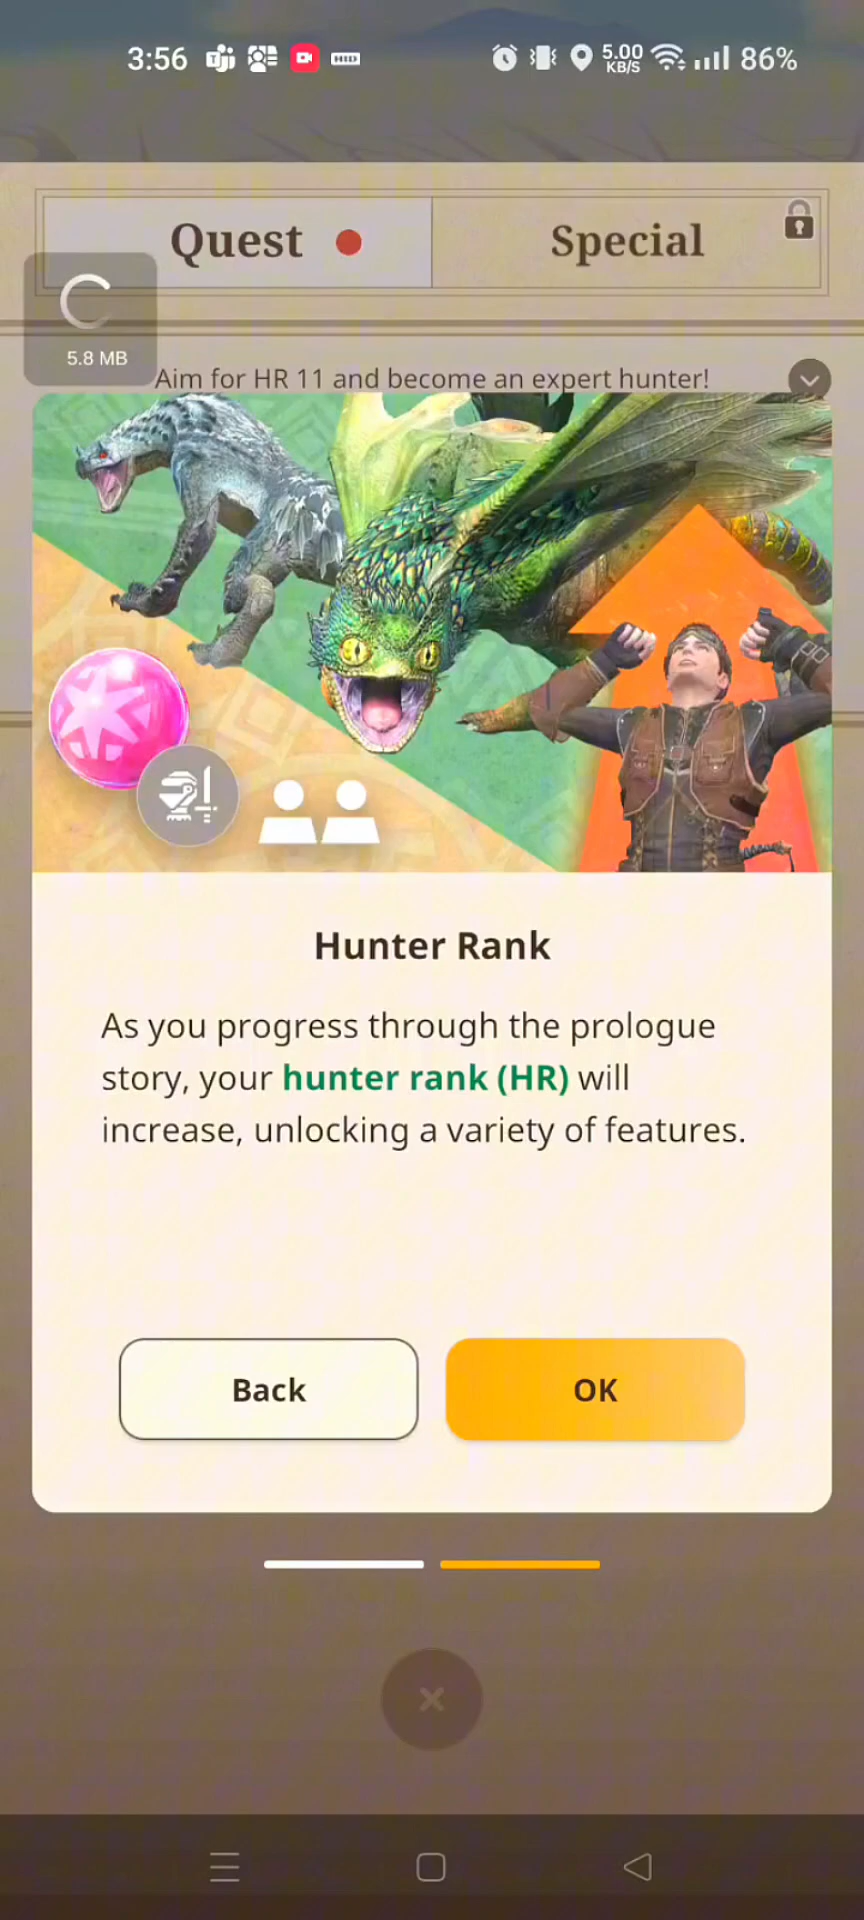 3:56
HID
5.00
KB/S
86%
Quest
Special
5.8 MB
Aim for HR 11 and become an expert hunter!
Hunter Rank
As you progress through the prologue
story, your hunter rank (HR) will
increase, unlocking a variety of features.
Back
OK